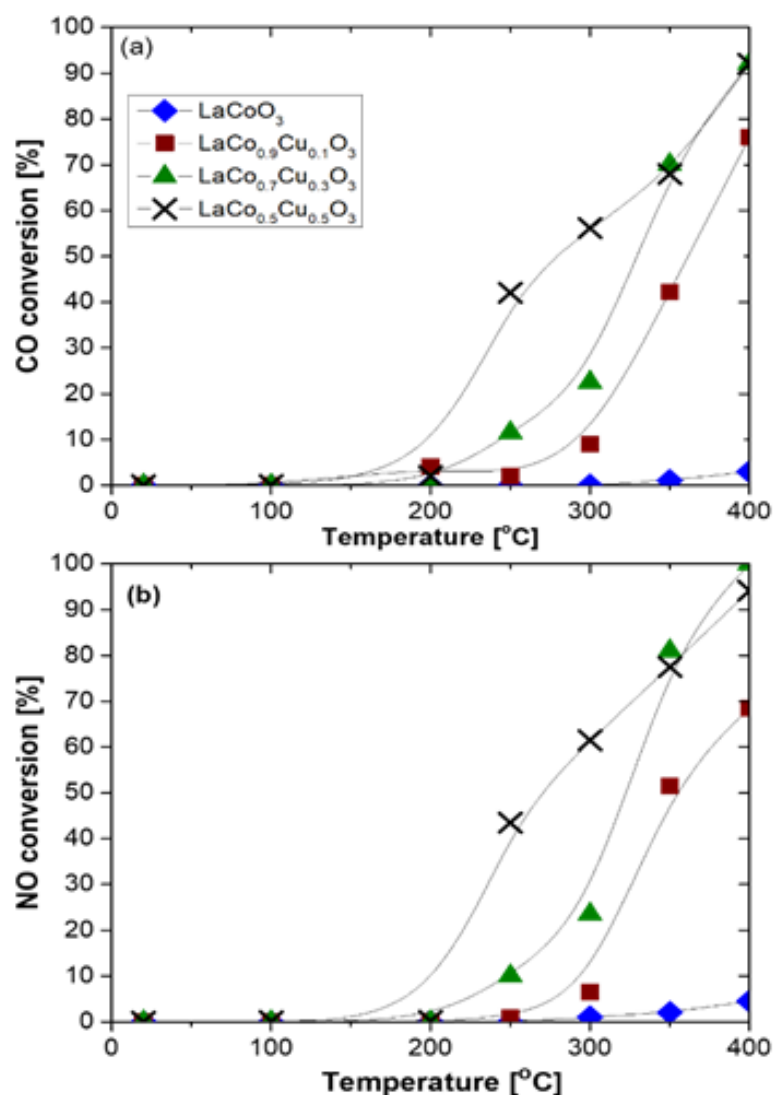 (a)
100
90
80
70
60
50
40
30
20
10
0
CO conversion [%]
LaCoO₃
LaCo₀.₉Cu₀.₁O₃
LaCo₀.₇Cu₀.₃O₃
LaCo₀.₅Cu₀.₅O₃
0 100 200 300 400
Temperature [°C]
(b)
100
90
80
70
60
50
40
30
20
10
0
NO conversion [%]
0 100 200 300 400
Temperature [°C]